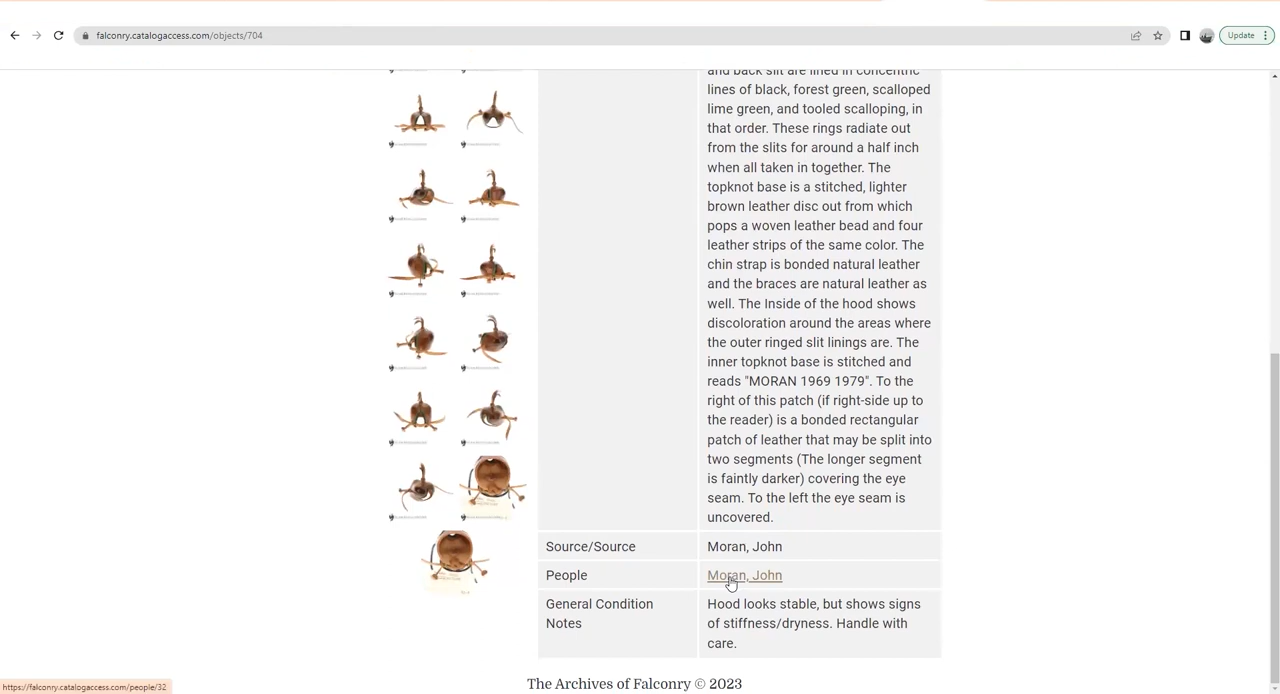 falconry.catalogaccess.com/objects/704
Update
and back slit are lined in concentric
lines of black, forest green, scalloped
lime green, and tooled scalloping, in
that order. These rings radiate out
from the slits for around a half inch
when all taken in together. The
topknot base is a stitched, lighter
brown leather disc out from which
pops a woven leather bead and four
leather strips of the same color. The
chin strap is bonded natural leather
and the braces are natural leather as
well. The Inside of the hood shows
discoloration around the areas where
the outer ringed slit linings are. The
inner topknot base is stitched and
reads "MORAN 1969 1979". To the
right of this patch (if right-side up to
the reader) is a bonded rectangular
patch of leather that may be split into
two segments (The longer segment
is faintly darker) covering the eye
seam. To the left the eye seam is
uncovered.
Source/Source Moran, John
People Moran, John
General Condition Notes
Hood looks stable, but shows signs
of stiffness/dryness. Handle with
care.
The Archives of Falconry © 2023
https://falconry.catalogaccess.com/people/32